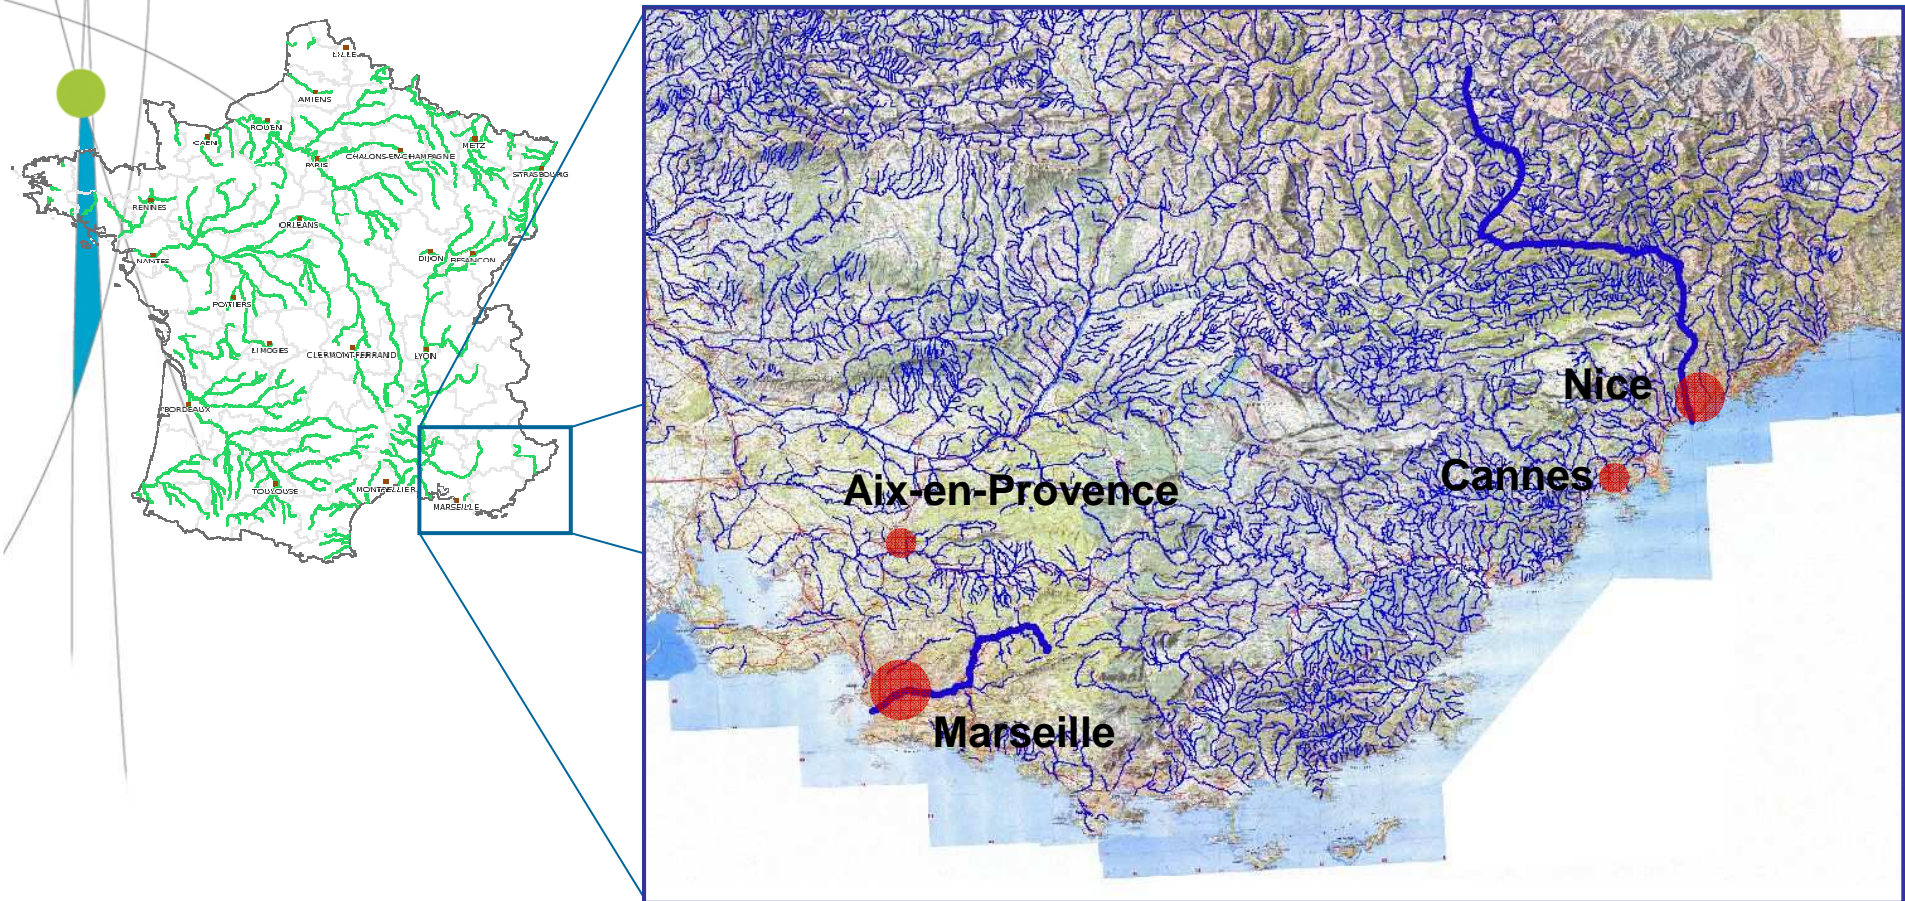 LILLE
AMIENS
ROUEN
CAEN
METZ
PARIS
CHALONS-EN-CHAMPAGNE
STRASBOURG
RENNES
ORLEANS
NANTES
DIJON
BESANCON
POITIERS
LIMOGES
CLERMONT-FERRAND
LYON
BORDEAUX
TOULOUSE
MONTPELLIER
MARSEILLE
Nice
Cannes
Aix-en-Provence
Marseille